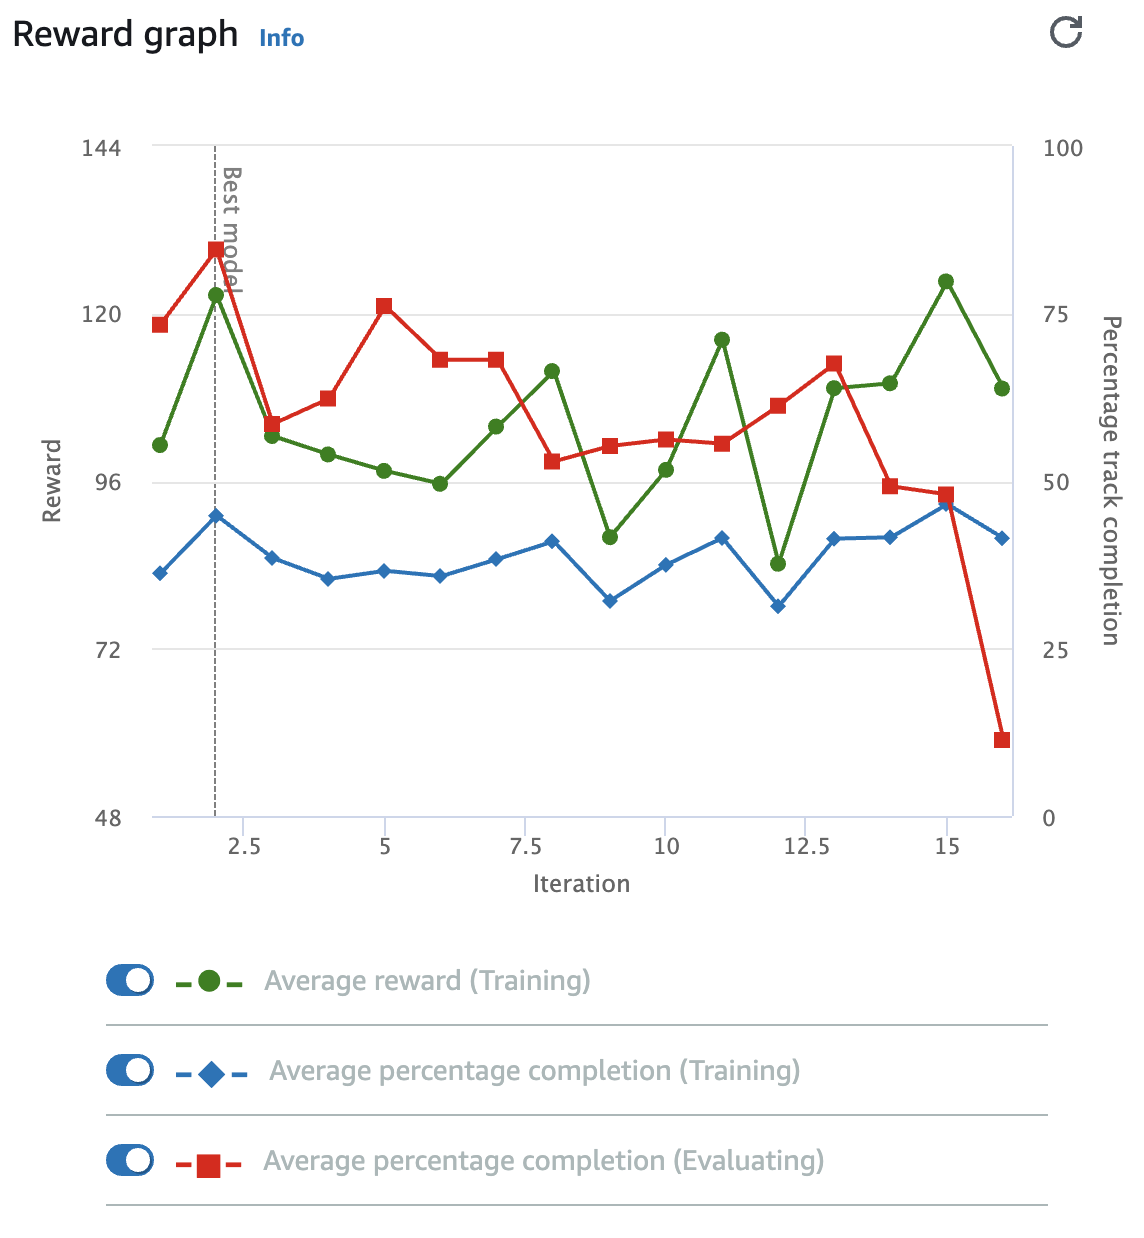 Reward graph Info
144 100
Best model
120 75
96 50
72 25
48 0
Reward
Percentage track completion
2.5 5 7.5 10 12.5 15
Iteration
Average reward (Training)
Average percentage completion (Training)
Average percentage completion (Evaluating)